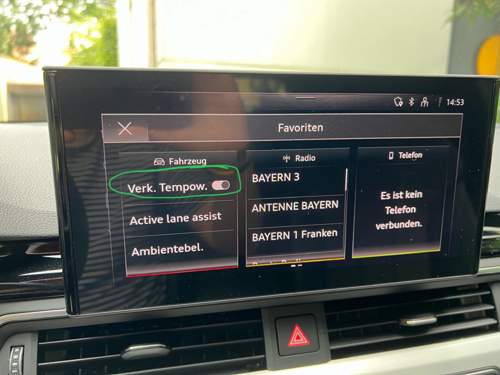 14:53
Favoriten
Fahrzeug
Verk. Tempow.
Active lane assist
Ambientebel.
Radio
BAYERN 3
ANTENNE BAYERN
BAYERN 1 Franken
Telefon
Es ist kein
Telefon
verbunden.